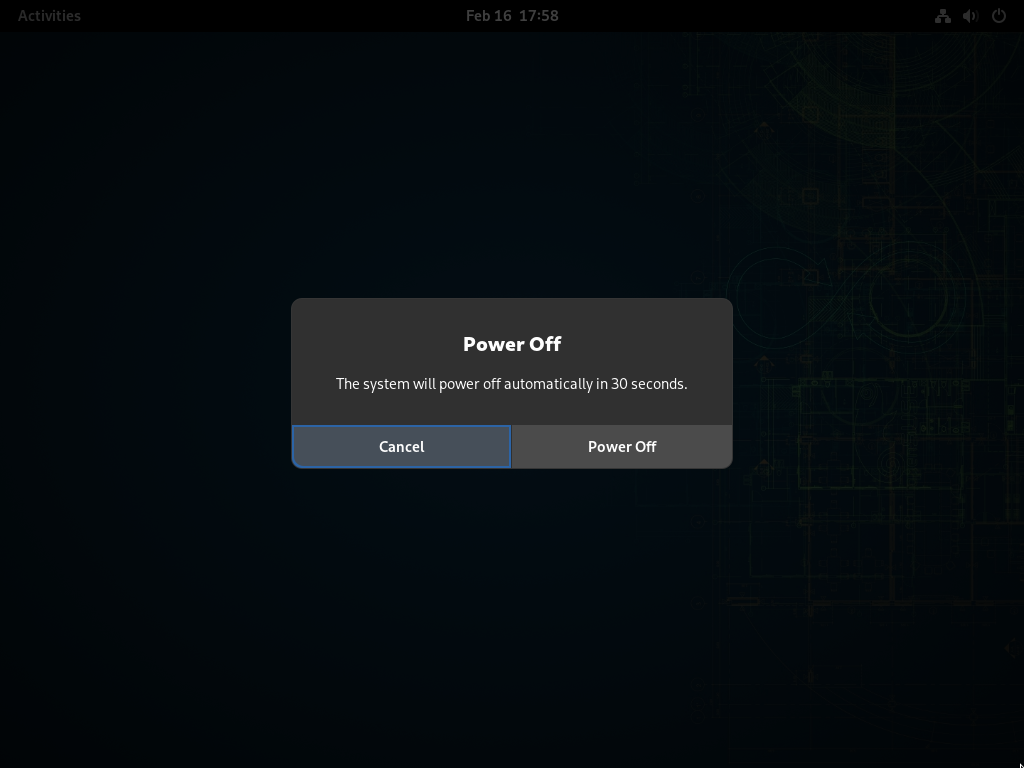 Activities
Feb 16 17:58
Power Off
The system will power off automatically in 30 seconds.
Cancel
Power Off